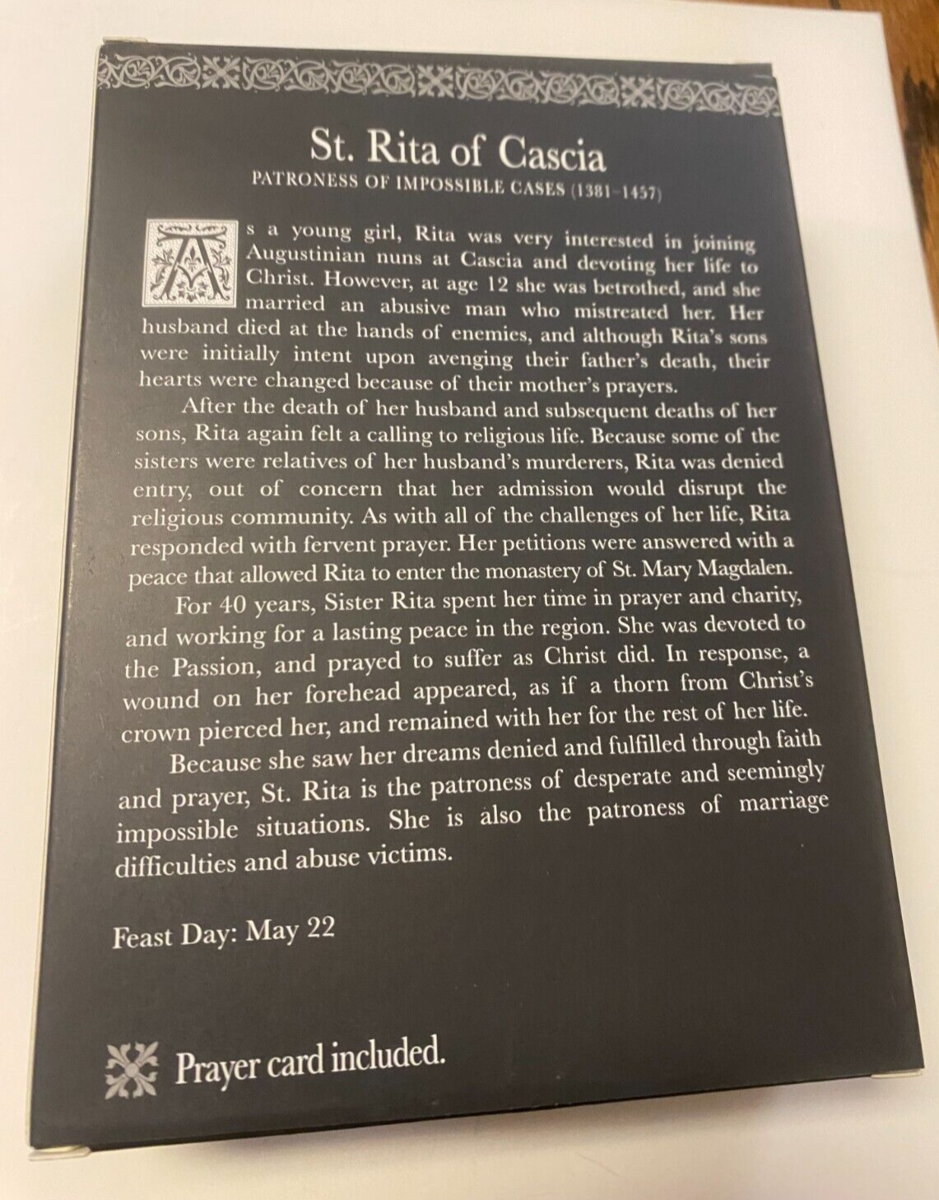 St. Rita of Cascia
PATRONESS OF IMPOSSIBLE CASES (1381–1457)
As a young girl, Rita was very interested in joining
Augustinian nuns at Cascia and devoting her life to
Christ. However, at age 12 she was betrothed, and she
married an abusive man who mistreated her. Her
husband died at the hands of enemies, and although Rita's sons
were initially intent upon avenging their father's death, their
hearts were changed because of their mother's prayers.
After the death of her husband and subsequent deaths of her
sons, Rita again felt a calling to religious life. Because some of the
sisters were relatives of her husband's murderers, Rita was denied
entry, out of concern that her admission would disrupt the
religious community. As with all of the challenges of her life, Rita
responded with fervent prayer. Her petitions were answered with a
peace that allowed Rita to enter the monastery of St. Mary Magdalen.
For 40 years, Sister Rita spent her time in prayer and charity,
and working for a lasting peace in the region. She was devoted to
the Passion, and prayed to suffer as Christ did. In response, a
wound on her forehead appeared, as if a thorn from Christ's
crown pierced her, and remained with her for the rest of her life.
Because she saw her dreams denied and fulfilled through faith
and prayer, St. Rita is the patroness of desperate and seemingly
impossible situations. She is also the patroness of marriage
difficulties and abuse victims.
Feast Day: May 22
Prayer card included.